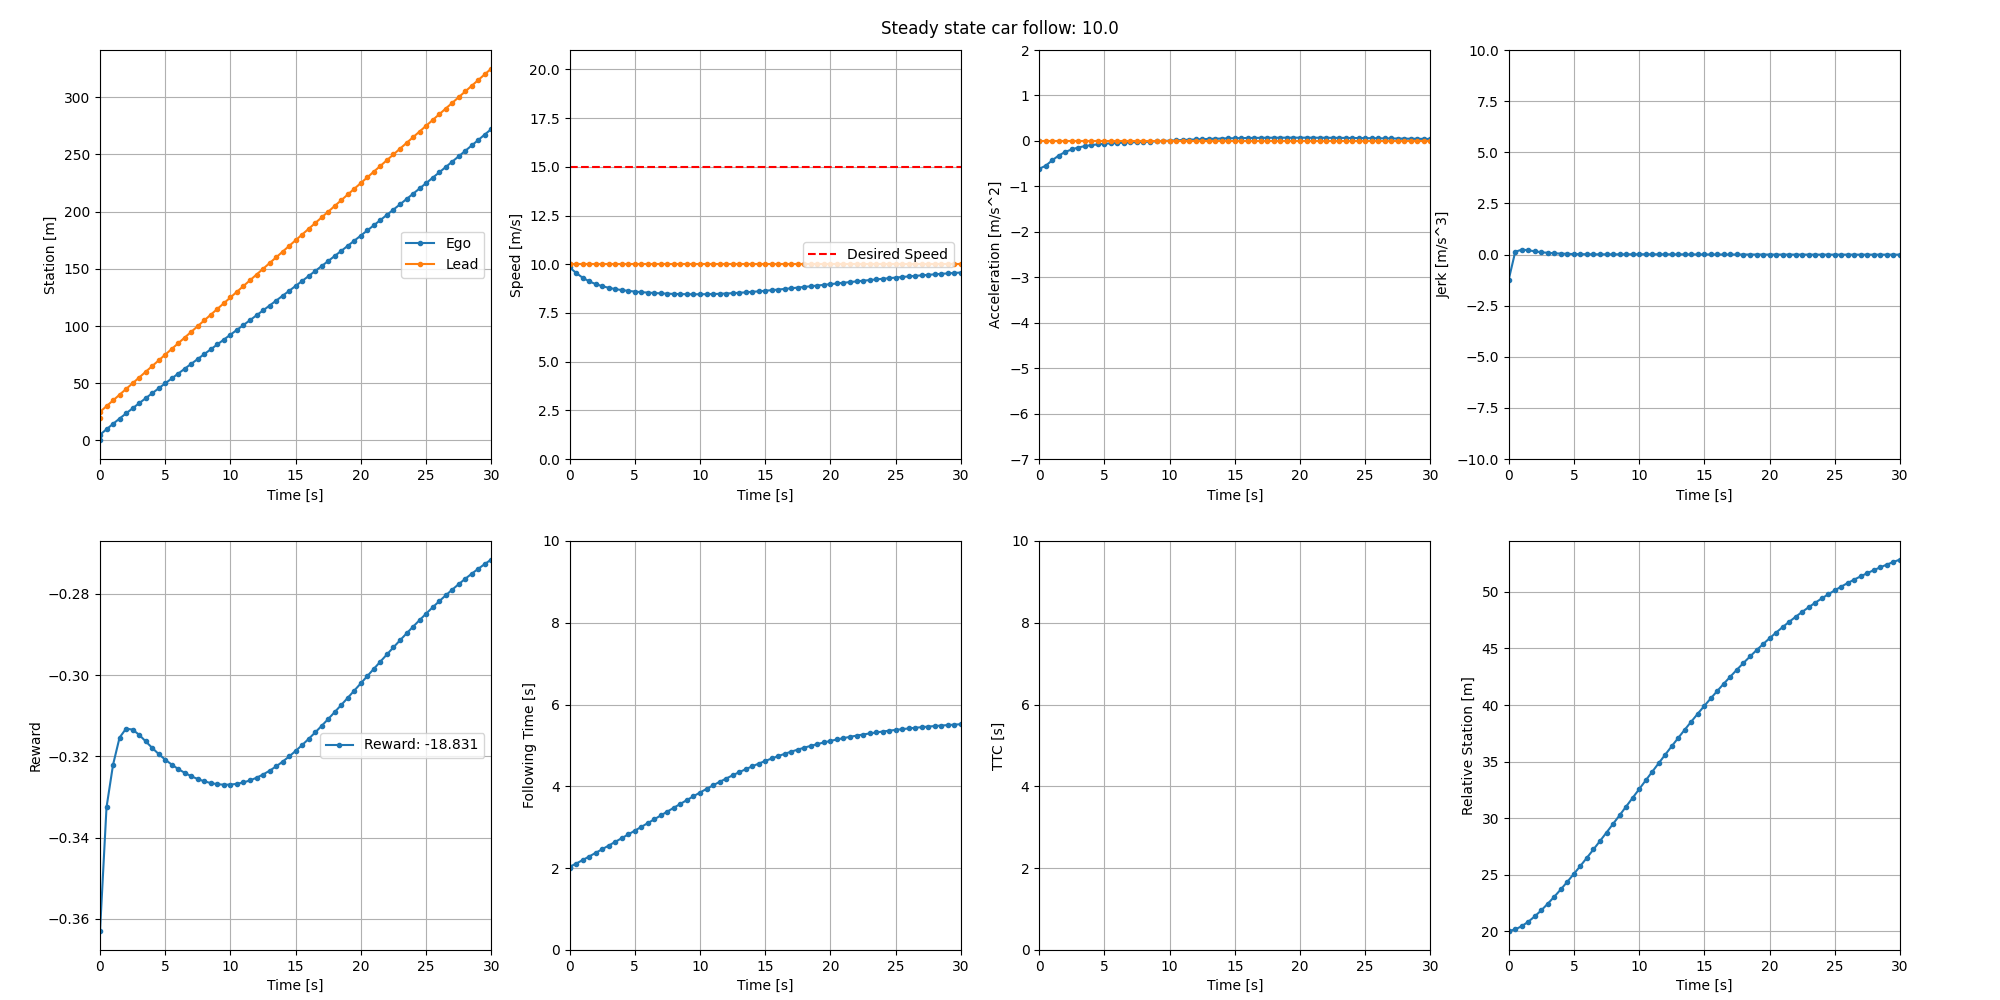 Steady state car follow: 10.0
Station [m]
300
250
200
150
100
50
0
Ego
Lead
0 5 10 15 20 25 30
Time [s]
Speed [m/s]
20.0
17.5
15.0
12.5
10.0
7.5
5.0
2.5
0.0
Desired Speed
0 5 10 15 20 25 30
Time [s]
Acceleration [m/s^2]
2
1
0
−1
−2
−3
−4
−5
−6
−7
0 5 10 15 20 25 30
Time [s]
Jerk [m/s^3]
10.0
7.5
5.0
2.5
0.0
−2.5
−5.0
−7.5
−10.0
0 5 10 15 20 25 30
Time [s]
Reward
−0.28
−0.30
−0.32
−0.34
−0.36
Reward: -18.831
0 5 10 15 20 25 30
Time [s]
Following Time [s]
10
8
6
4
2
0
0 5 10 15 20 25 30
Time [s]
TTC [s]
10
8
6
4
2
0
0 5 10 15 20 25 30
Time [s]
Relative Station [m]
50
45
40
35
30
25
20
0 5 10 15 20 25 30
Time [s]